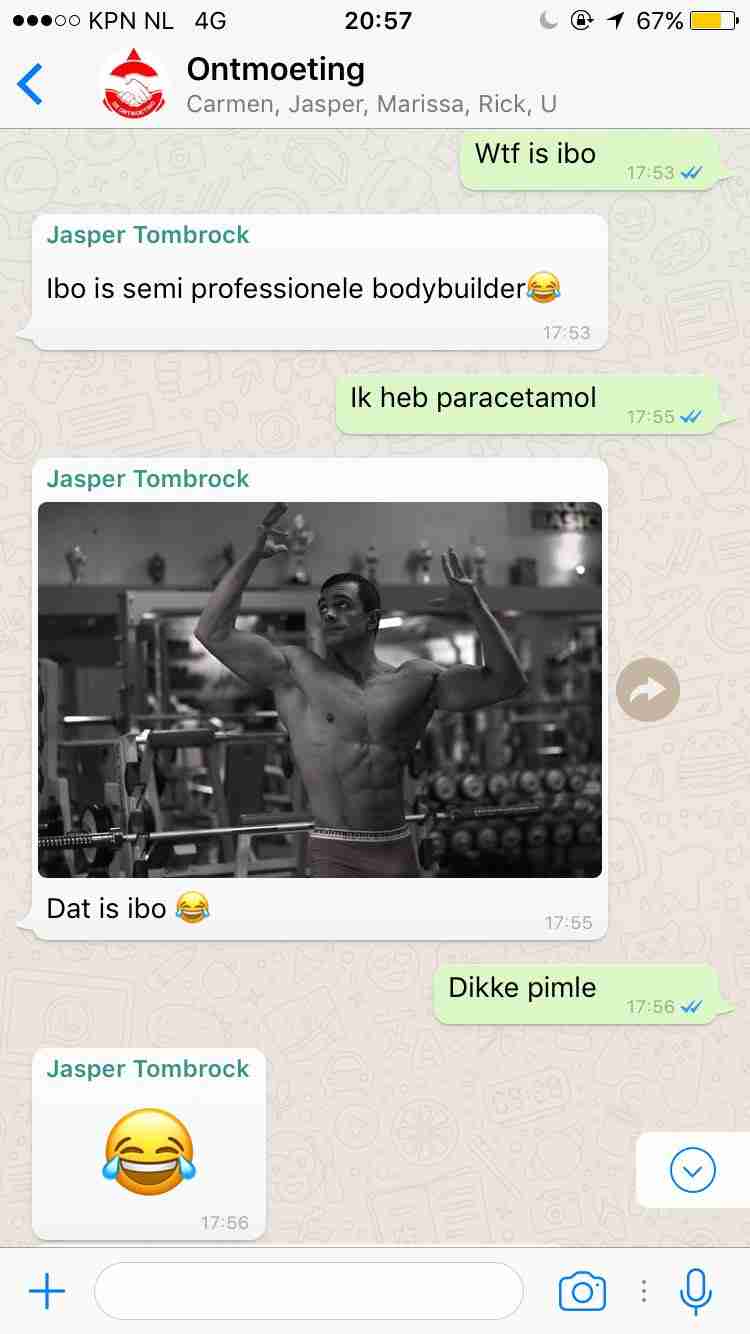 KPN NL 4G 20:57 67%
Ontmoeting
Carmen, Jasper, Marissa, Rick, U
Wtf is ibo
17:53
Jasper Tombrock
Ibo is semi professionele bodybuilder😂
17:53
Ik heb paracetamol
17:55
Jasper Tombrock
Dat is ibo 😂
17:55
Dikke pimle
17:56
Jasper Tombrock
😂
17:56